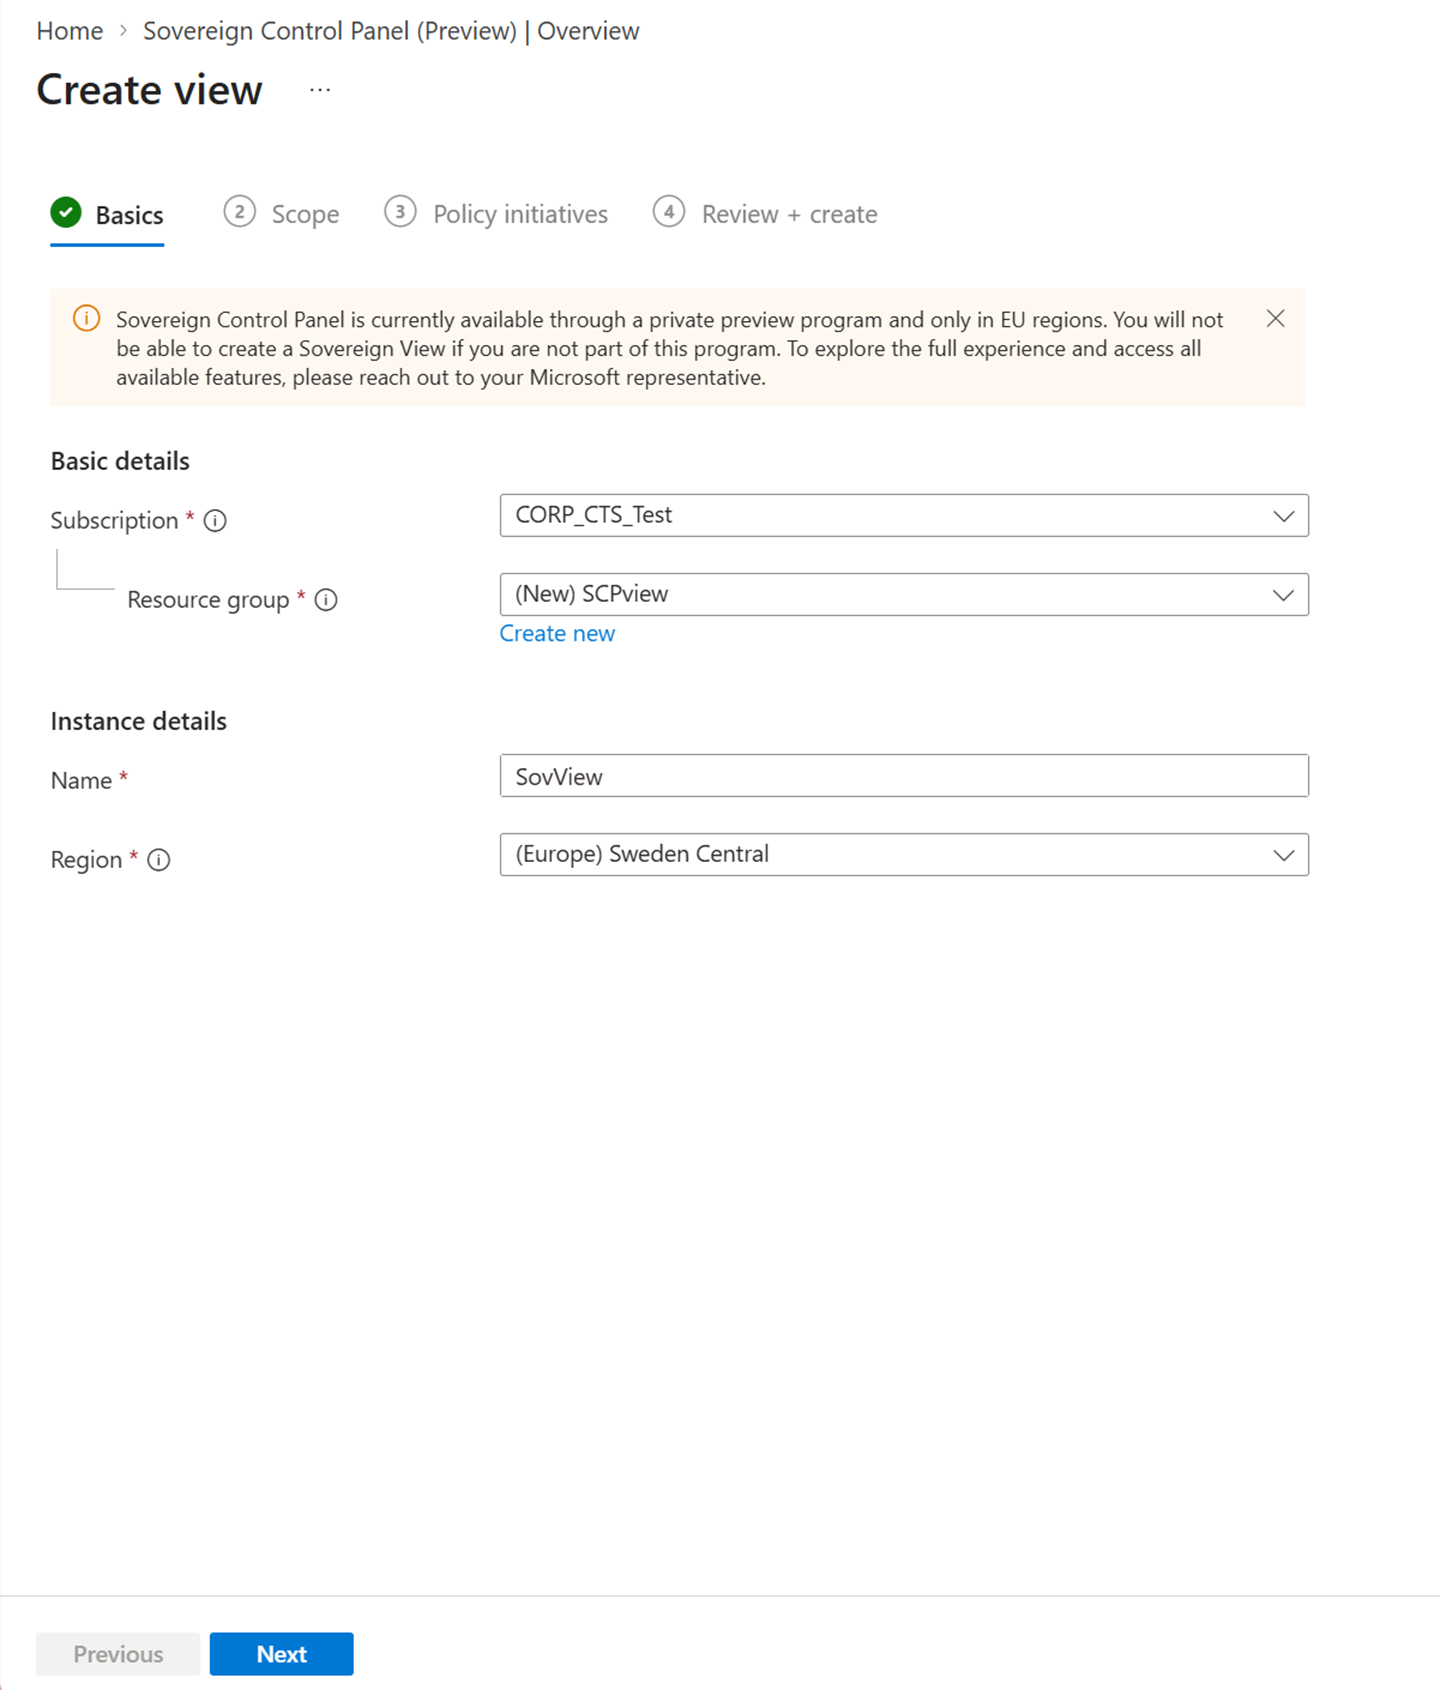 Home > Sovereign Control Panel (Preview) | Overview
Create view ...
Basics 2 Scope 3 Policy initiatives 4 Review + create
Sovereign Control Panel is currently available through a private preview program and only in EU regions. You will not
be able to create a Sovereign View if you are not part of this program. To explore the full experience and access all
available features, please reach out to your Microsoft representative.
Basic details
Subscription * CORP_CTS_Test
Resource group * (New) SCPview
Create new
Instance details
Name * SovView
Region * (Europe) Sweden Central
Previous Next